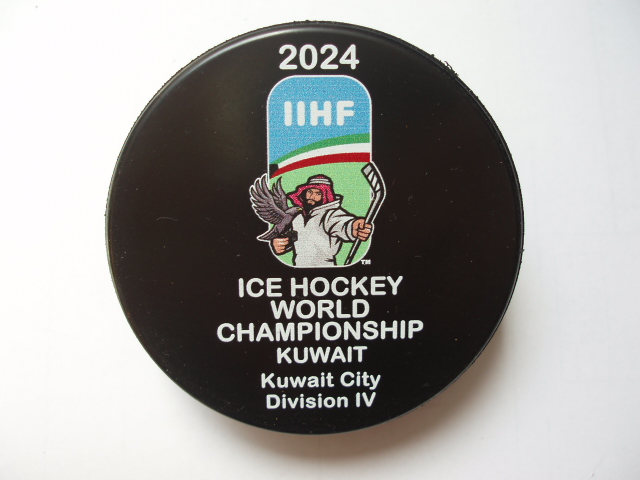 2024
IIHF
TM
ICE HOCKEY
WORLD
CHAMPIONSHIP
KUWAIT
Kuwait City
Division IV